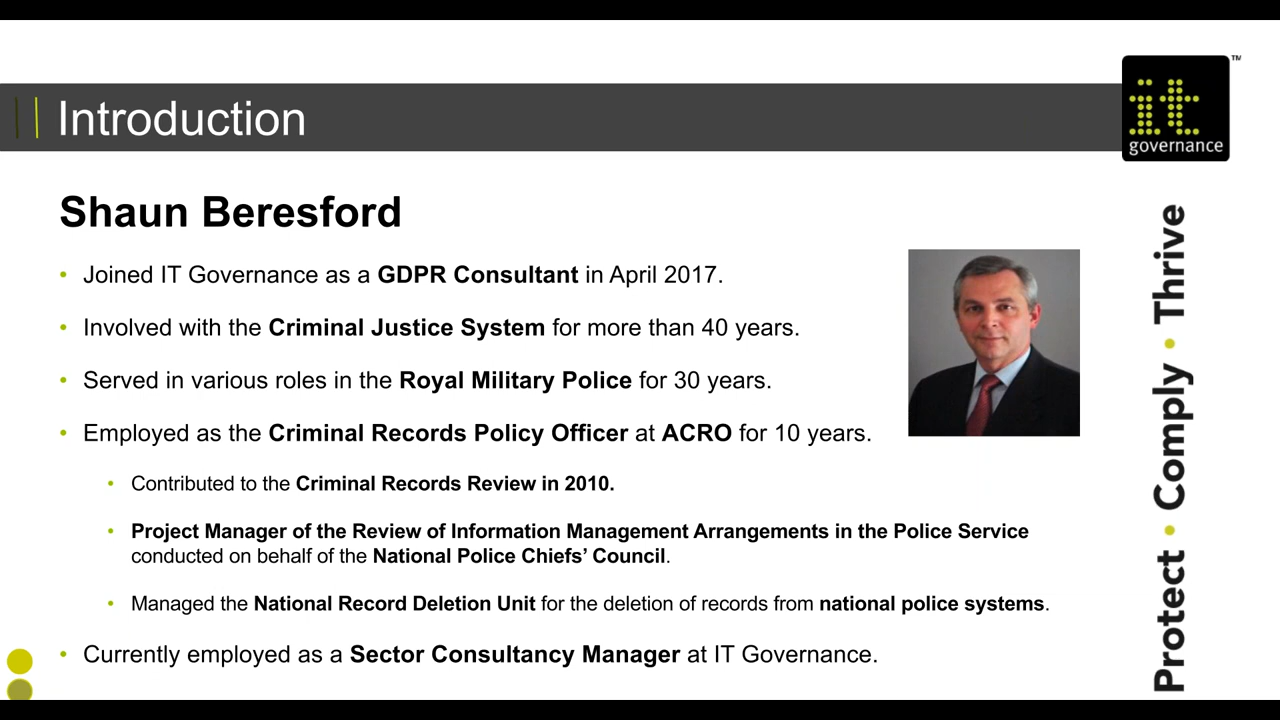 Introduction
it
governance
TM
Shaun Beresford
• Joined IT Governance as a GDPR Consultant in April 2017.
• Involved with the Criminal Justice System for more than 40 years.
• Served in various roles in the Royal Military Police for 30 years.
• Employed as the Criminal Records Policy Officer at ACRO for 10 years.
• Contributed to the Criminal Records Review in 2010.
• Project Manager of the Review of Information Management Arrangements in the Police Service
conducted on behalf of the National Police Chiefs’ Council.
• Managed the National Record Deletion Unit for the deletion of records from national police systems.
• Currently employed as a Sector Consultancy Manager at IT Governance.
Protect • Comply • Thrive